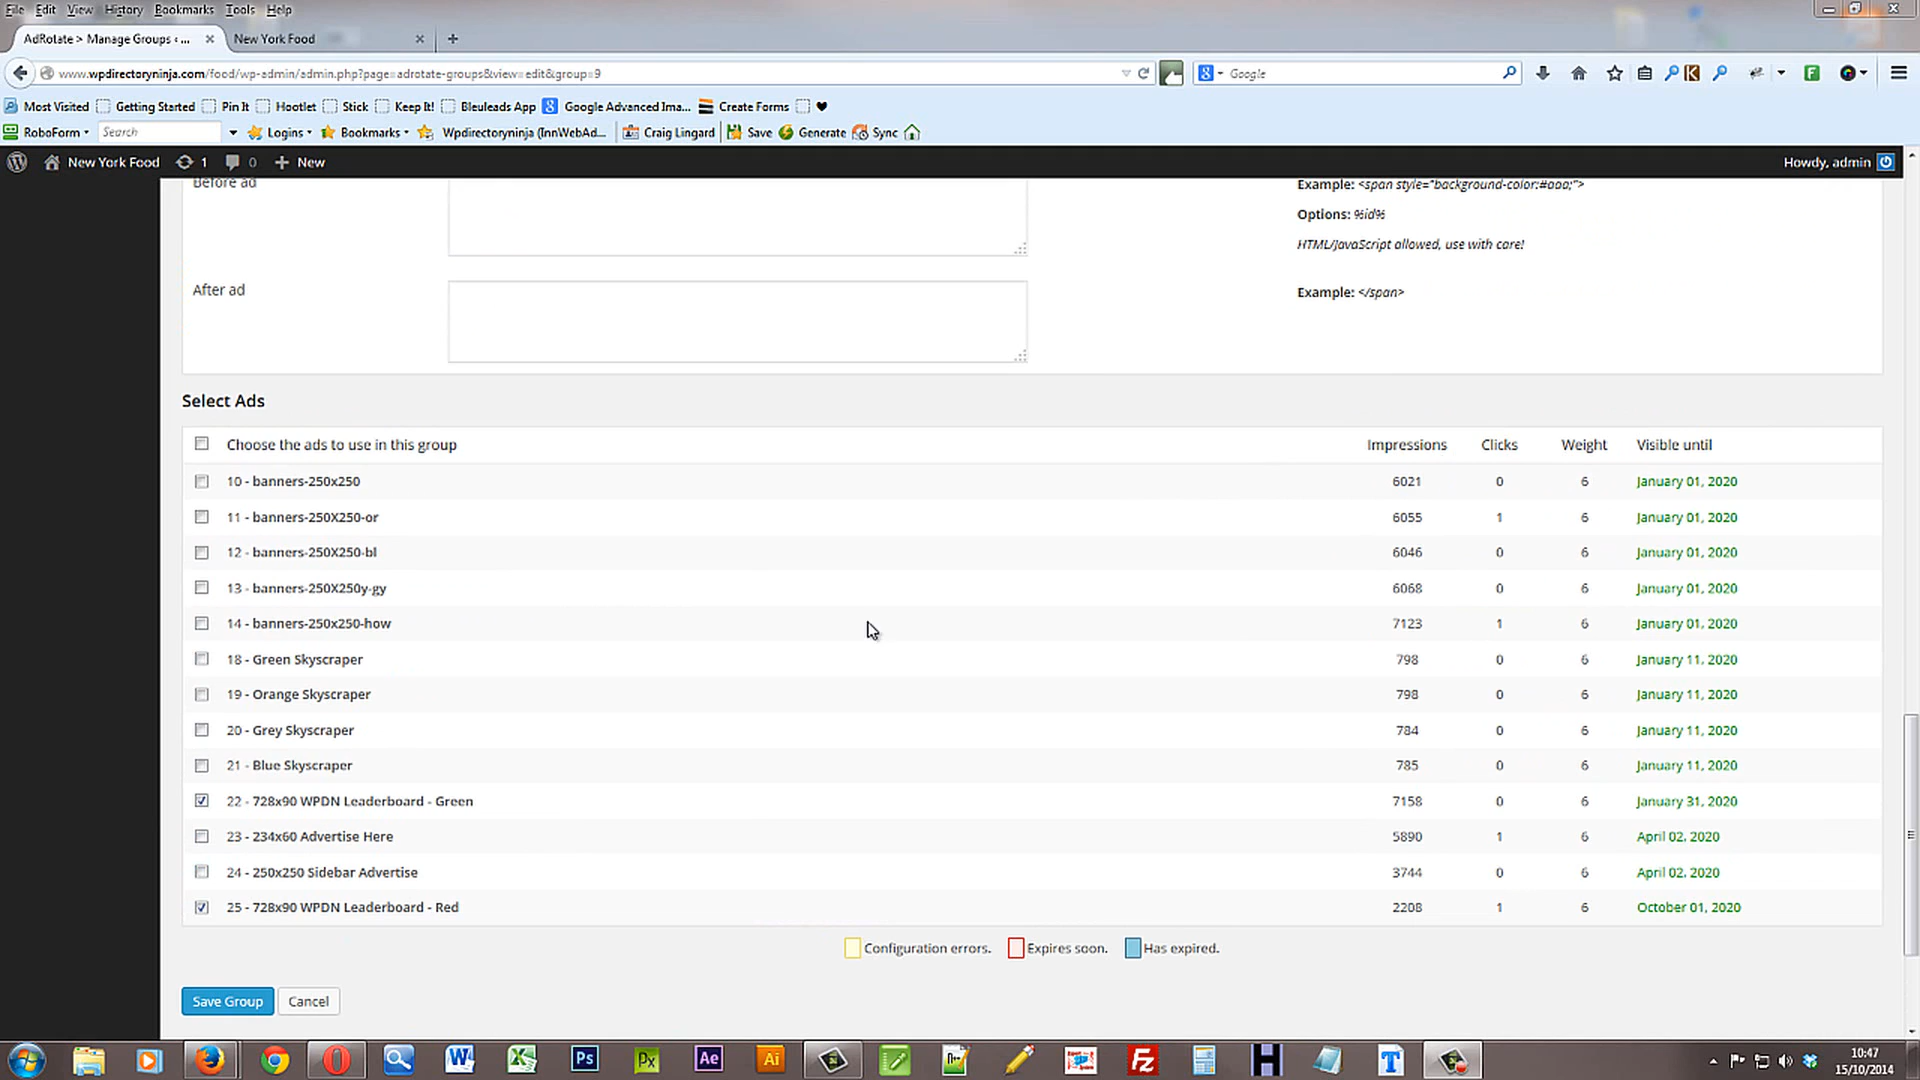 File Edit View History Bookmarks Tools Help
AdRotate > Manage Groups ‹ ... × New York Food × +
www.wpdirectoryninja.com/food/wp-admin/admin.php?page=adrotate-groups&view=edit&group=9 Google
Most Visited Getting Started Pin It Hootlet Stick Keep It! Bleuleads App Google Advanced Ima... Create Forms
RoboForm Search Logins Bookmarks Wpdirectoryninja (InnWebAd... Craig Lingard Save Generate Sync
New York Food 1 0 + New Howdy, admin
Before ad Example: <span style="background-color:#aaa;">
Options: %id%
HTML/JavaScript allowed, use with care!
After ad Example: </span>
Select Ads
Choose the ads to use in this group Impressions Clicks Weight Visible until
10 - banners-250x250 6021 0 6 January 01, 2020
11 - banners-250X250-or 6055 1 6 January 01, 2020
12 - banners-250X250-bl 6046 0 6 January 01, 2020
13 - banners-250X250y-gy 6068 0 6 January 01, 2020
14 - banners-250x250-how 7123 1 6 January 01, 2020
18 - Green Skyscraper 798 0 6 January 11, 2020
19 - Orange Skyscraper 798 0 6 January 11, 2020
20 - Grey Skyscraper 784 0 6 January 11, 2020
21 - Blue Skyscraper 785 0 6 January 11, 2020
22 - 728x90 WPDN Leaderboard - Green 7158 0 6 January 31, 2020
23 - 234x60 Advertise Here 5890 1 6 April 02, 2020
24 - 250x250 Sidebar Advertise 3744 0 6 April 02, 2020
25 - 728x90 WPDN Leaderboard - Red 2208 1 6 October 01, 2020
Configuration errors. Expires soon. Has expired.
Save Group Cancel
10:47
15/10/2014